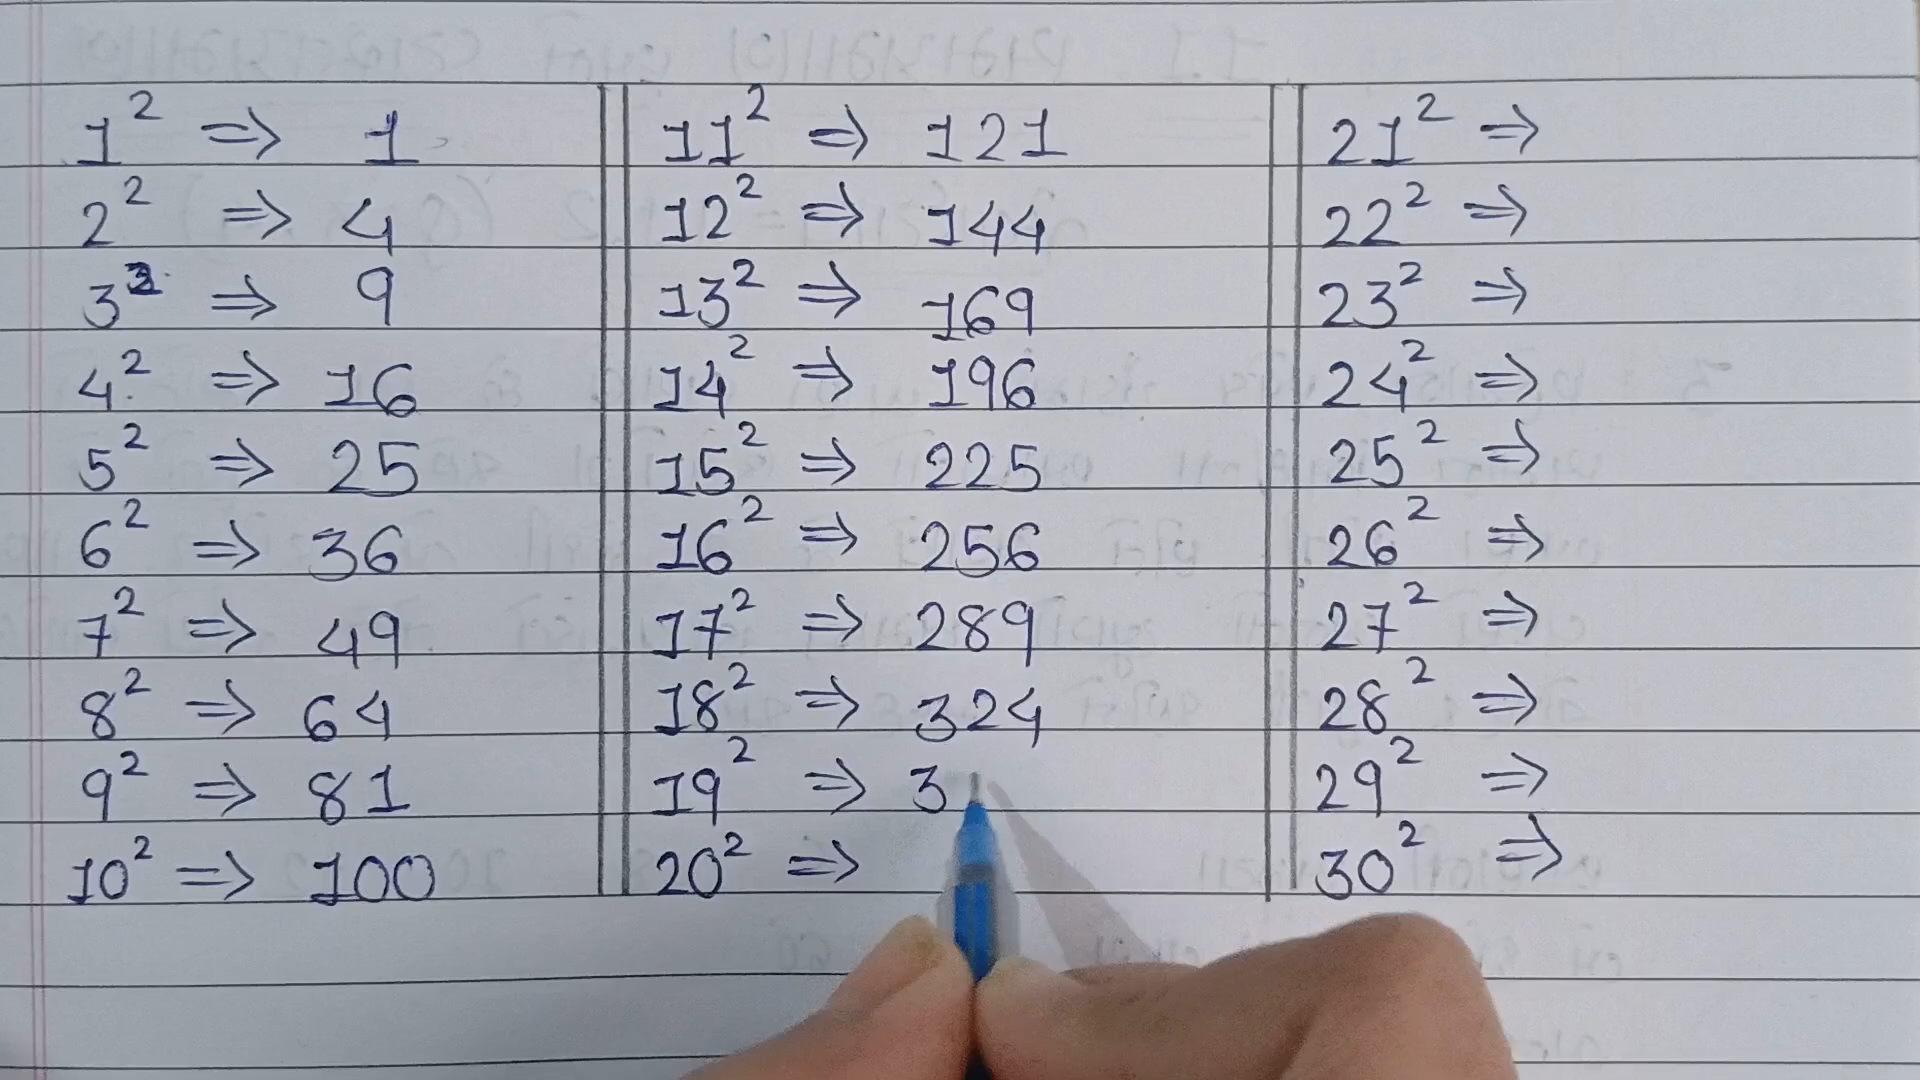 1² ⇒ 1
2² ⇒ 4
3² ⇒ 9
4² ⇒ 16
5² ⇒ 25
6² ⇒ 36
7² ⇒ 49
8² ⇒ 64
9² ⇒ 81
10² ⇒ 100
11² ⇒ 121
12² ⇒ 144
13² ⇒ 169
14² ⇒ 196
15² ⇒ 225
16² ⇒ 256
17² ⇒ 289
18² ⇒ 324
19² ⇒ 3
20² ⇒
21² ⇒
22² ⇒
23² ⇒
24² ⇒
25² ⇒
26² ⇒
27² ⇒
28² ⇒
29² ⇒
30² ⇒